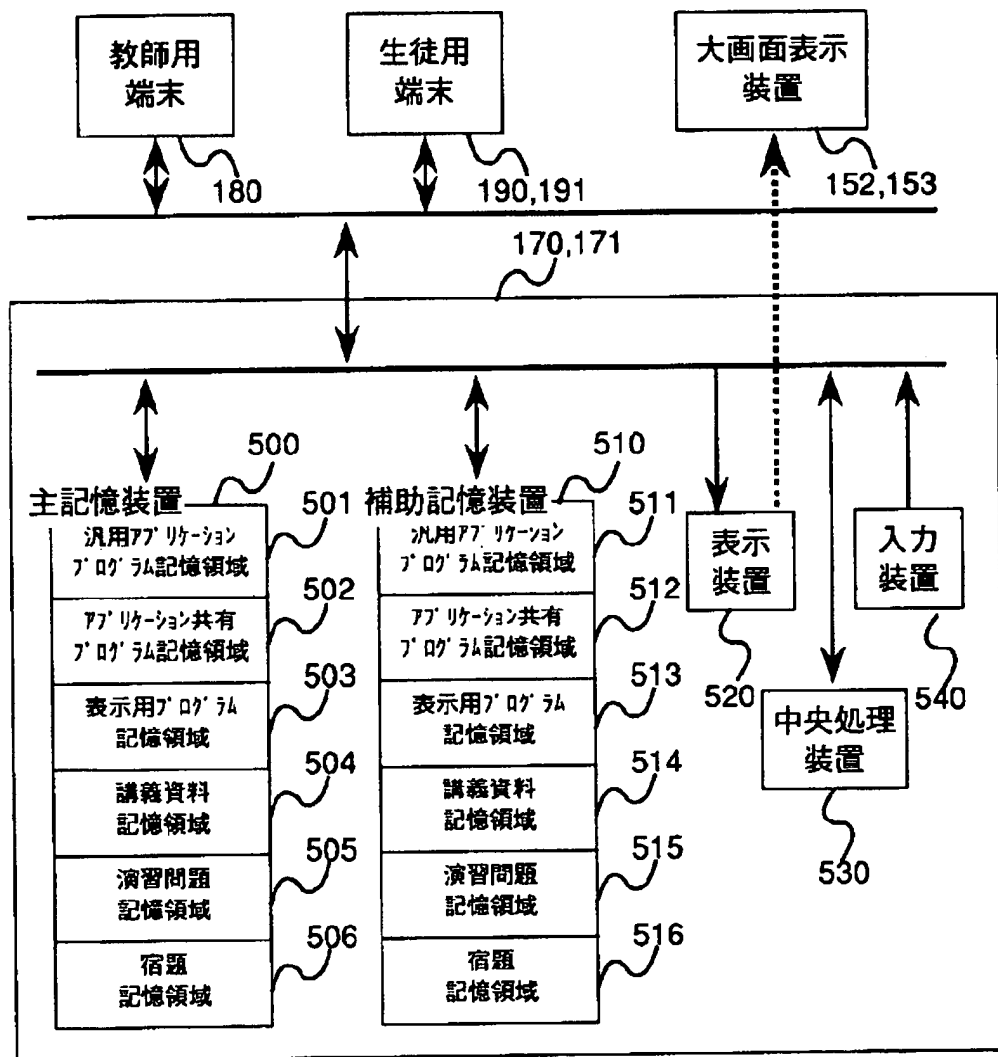 教師用
端末
180
生徒用
端末
190,191
大画面表示
装置
152,153
170,171
主記憶装置
500
汎用アプリケーション
プログラム記憶領域
501
アプリケーション共有
プログラム記憶領域
502
表示用プログラム
記憶領域
503
講義資料
記憶領域
504
演習問題
記憶領域
505
宿題
記憶領域
506
補助記憶装置
510
汎用アプリケーション
プログラム記憶領域
511
アプリケーション共有
プログラム記憶領域
512
表示用プログラム
記憶領域
513
講義資料
記憶領域
514
演習問題
記憶領域
515
宿題
記憶領域
516
表示
装置
520
中央処理
装置
530
入力
装置
540